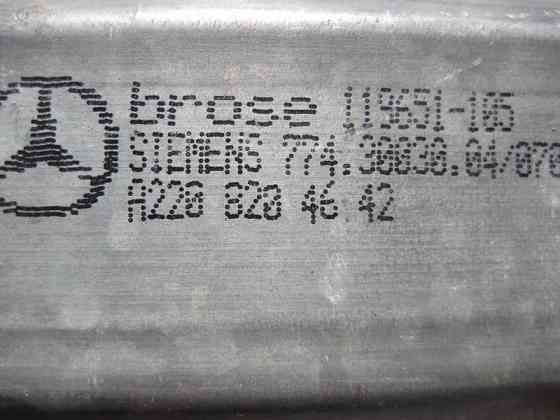 brose 119651-105
SIEMENS 774.30030.04/070
A220 820 46 42